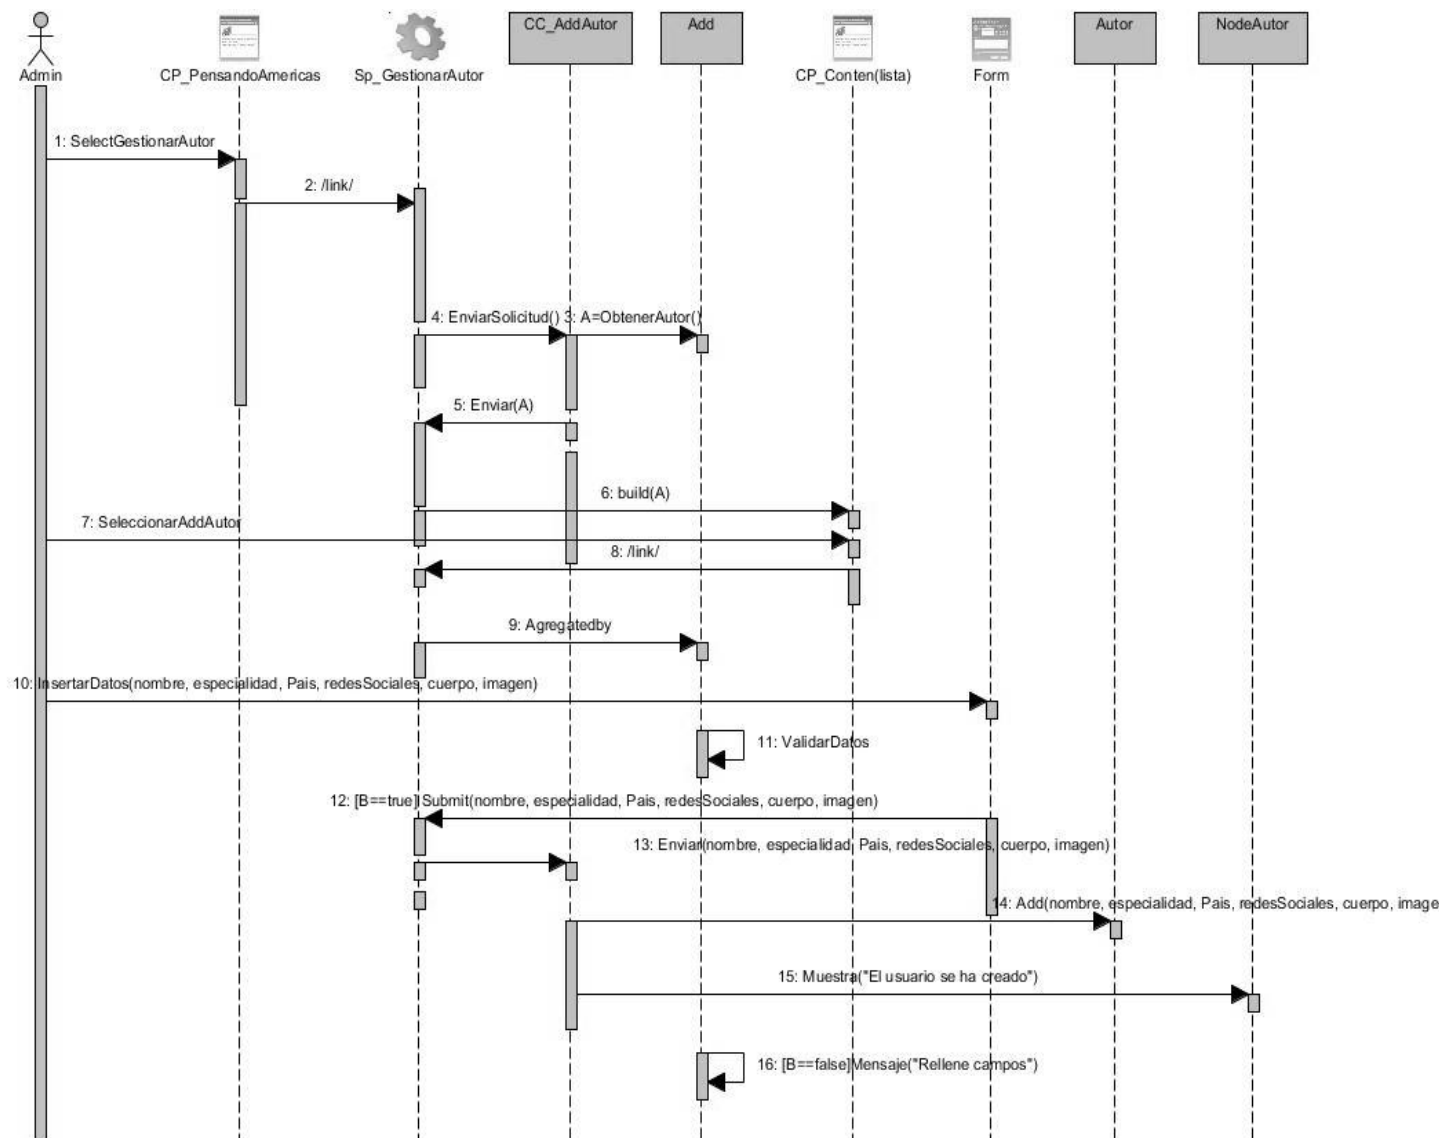 CC_AddAutor
Add
Autor
NodeAutor
Admin
CP_PensandoAmericas
Sp_GestionarAutor
CP_Conten(lista)
Form
1: SelectGestionarAutor
2: /link/
4: EnviarSolicitud()
3: A=ObtenerAutor()
5: Enviar(A)
6: build(A)
7: SeleccionarAddAutor
8: /link/
9: Agregatedby
10: InsertarDatos(nombre, especialidad, Pais, redesSociales, cuerpo, imagen)
11: ValidarDatos
12: [B==true] Submit(nombre, especialidad, Pais, redesSociales, cuerpo, imagen)
13: Enviar(nombre, especialidad, Pais, redesSociales, cuerpo, imagen)
14: Add(nombre, especialidad, Pais, redesSociales, cuerpo, image
15: Muestra("El usuario se ha creado")
16: [B==false]Mensaje("Rellene campos")